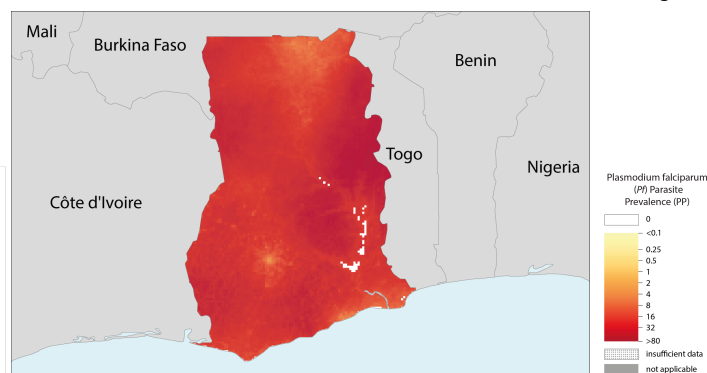 Mali
Burkina Faso
Benin
Togo
Nigeria
Côte d'Ivoire
Plasmodium falciparum
(Pf) Parasite
Prevalence (PP)
0
<0.1
0.25
0.5
1
2
4
8
16
32
>80
insufficient data
not applicable